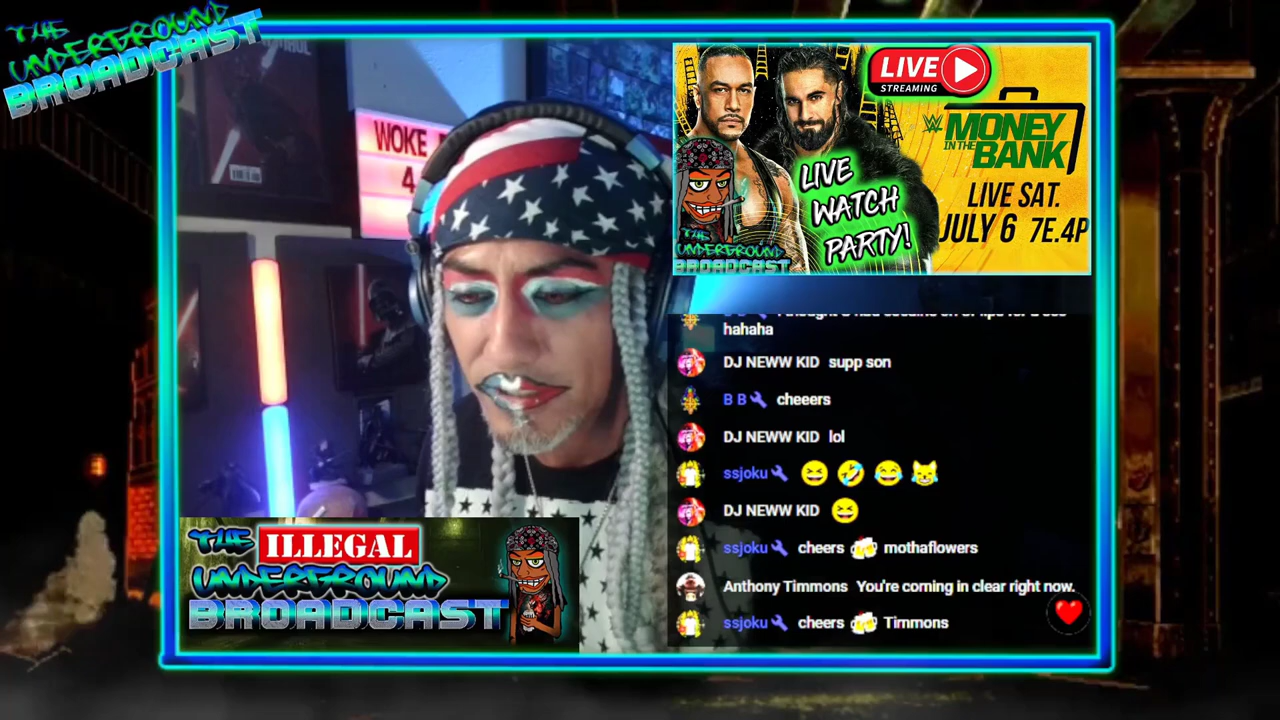 THE
UNDERGROUND
BROADCAST
WOKE
4
LIVE
STREAMING
W
MONEY
IN THE
BANK
LIVE SAT.
JULY 6 7E.4P
LIVE
WATCH
PARTY!
THE
UNDERGROUND
BROADCAST
hahaha
DJ NEWW KID supp son
B B cheeers
DJ NEWW KID lol
ssjoku 😆 🤣 😂 😹
DJ NEWW KID 😆
ssjoku cheers 🍻 mothaflowers
Anthony Timmons You're coming in clear right now.
ssjoku cheers 🍻 Timmons
THE ILLEGAL
UNDERGROUND
BROADCAST